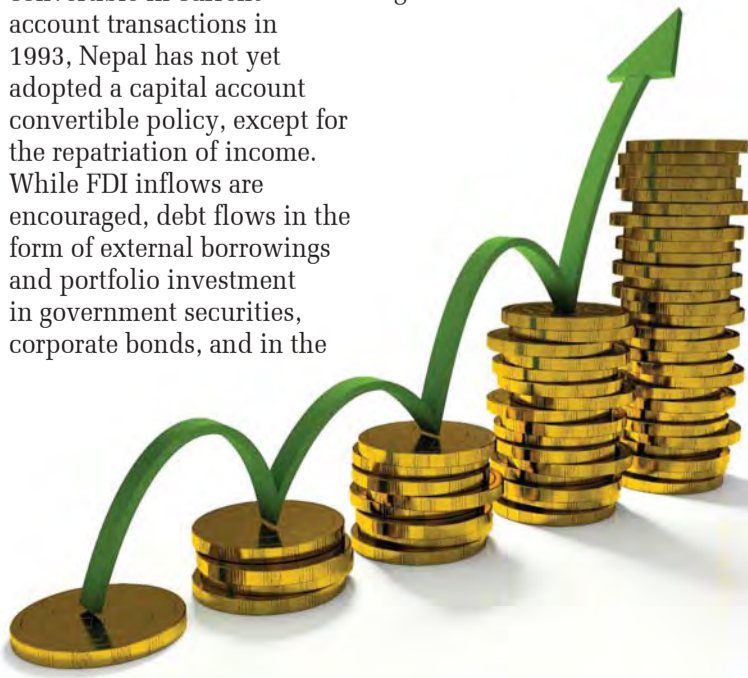 account transactions in
1993, Nepal has not yet
adopted a capital account
convertible policy, except for
the repatriation of income.
While FDI inflows are
encouraged, debt flows in the
form of external borrowings
and portfolio investment
in government securities,
corporate bonds, and in the